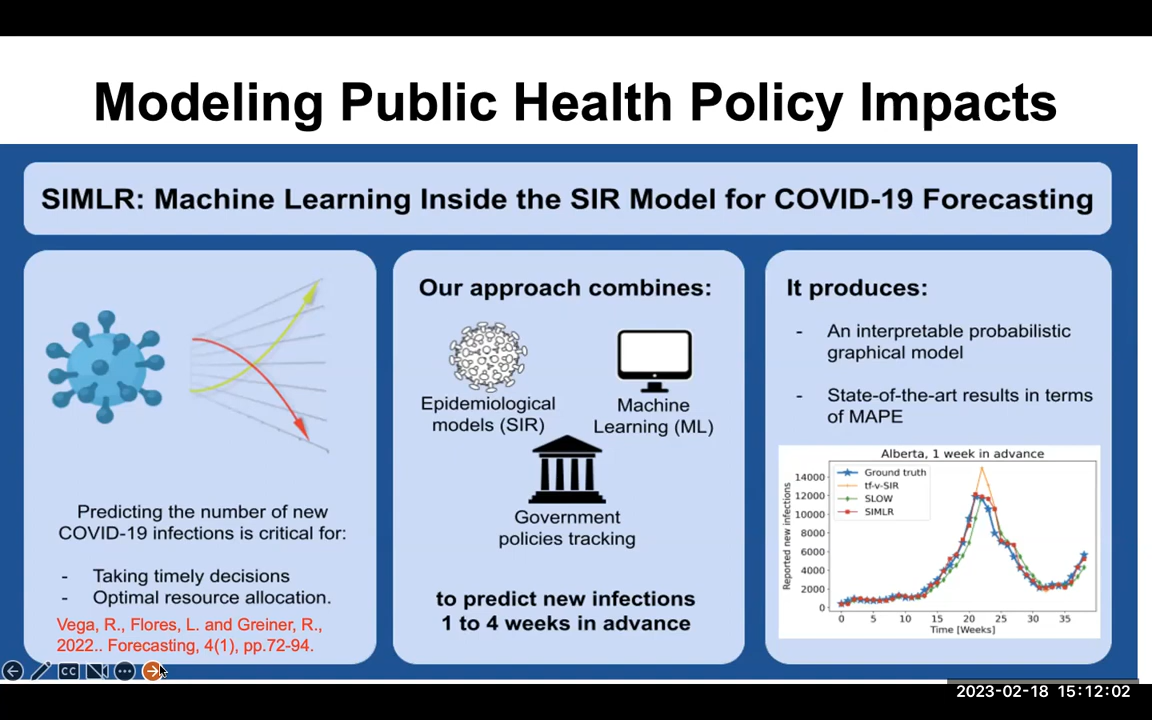 Modeling Public Health Policy Impacts
SIMLR: Machine Learning Inside the SIR Model for COVID-19 Forecasting
Predicting the number of new
COVID-19 infections is critical for:
- Taking timely decisions
- Optimal resource allocation.
Vega, R., Flores, L. and Greiner, R.,
2022.. Forecasting, 4(1), pp.72-94.
Our approach combines:
Epidemiological
models (SIR)
Machine
Learning (ML)
Government
policies tracking
to predict new infections
1 to 4 weeks in advance
It produces:
- An interpretable probabilistic
graphical model
- State-of-the-art results in terms
of MAPE
Alberta, 1 week in advance
Ground truth
tf-v-SIR
SLOW
SIMLR
Reported new infections
14000
12000
10000
8000
6000
4000
2000
0
0 5 10 15 20 25 30 35
Time [Weeks]
CC
2023-02-18 15:12:02